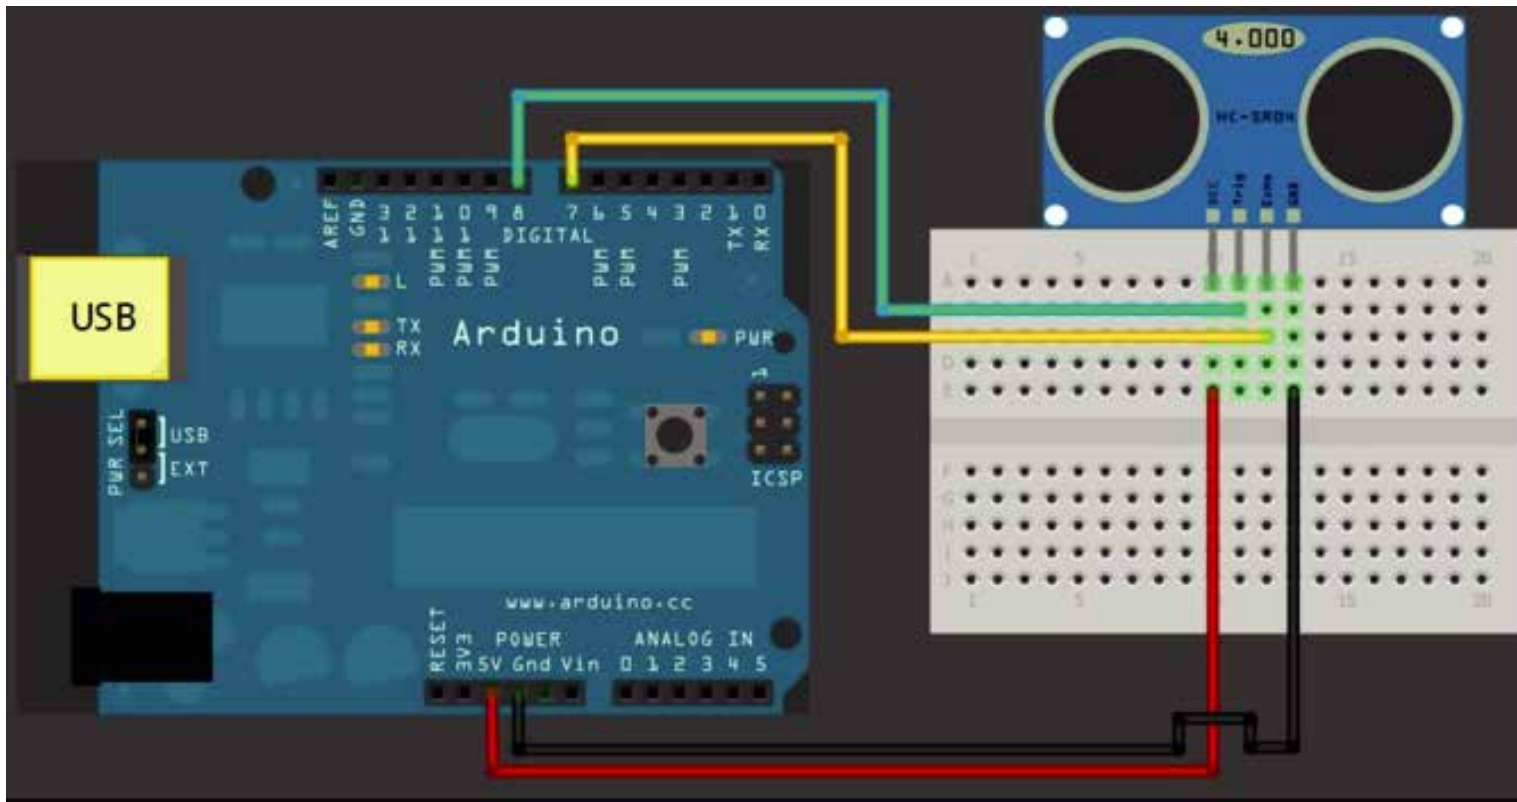 4.000
HC-SR04
VCC Trig Echo GND
AREF GND 13 12 11 10 9 8 7 6 5 4 3 2 1 0
DIGITAL
PWM PWM PWM PWM PWM PWM TX RX
L
TX
RX
Arduino
PWR
USB
1
ICSP
PWR SEL
USB
EXT
www.arduino.cc
RESET 3V3
POWER
ANALOG IN
5V Gnd Vin 0 1 2 3 4 5
1 5 15 20
A
D
E
F
G
H
I
J
1 5 15 20